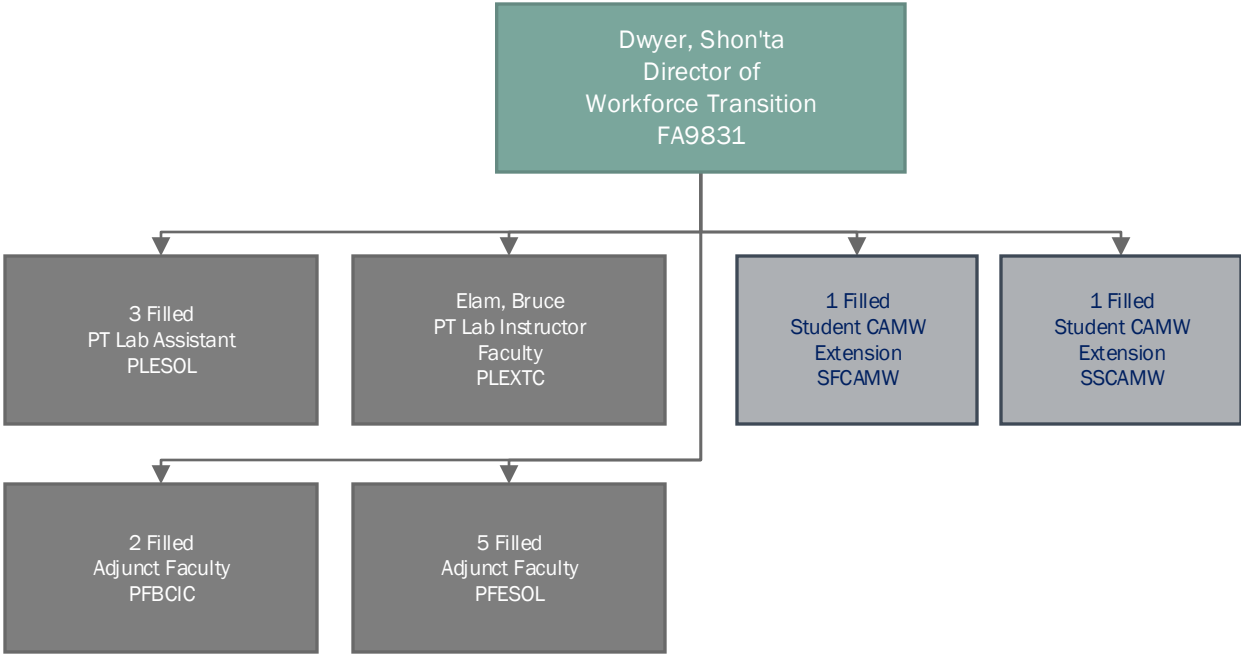 Dwyer, Shon'ta
Director of
Workforce Transition
FA9831
3 Filled
PT Lab Assistant
PLESOL
Elam, Bruce
PT Lab Instructor
Faculty
PLEXTC
1 Filled
Student CAMW
Extension
SFCAMW
1 Filled
Student CAMW
Extension
SSCAMW
2 Filled
Adjunct Faculty
PFBCIC
5 Filled
Adjunct Faculty
PFESOL